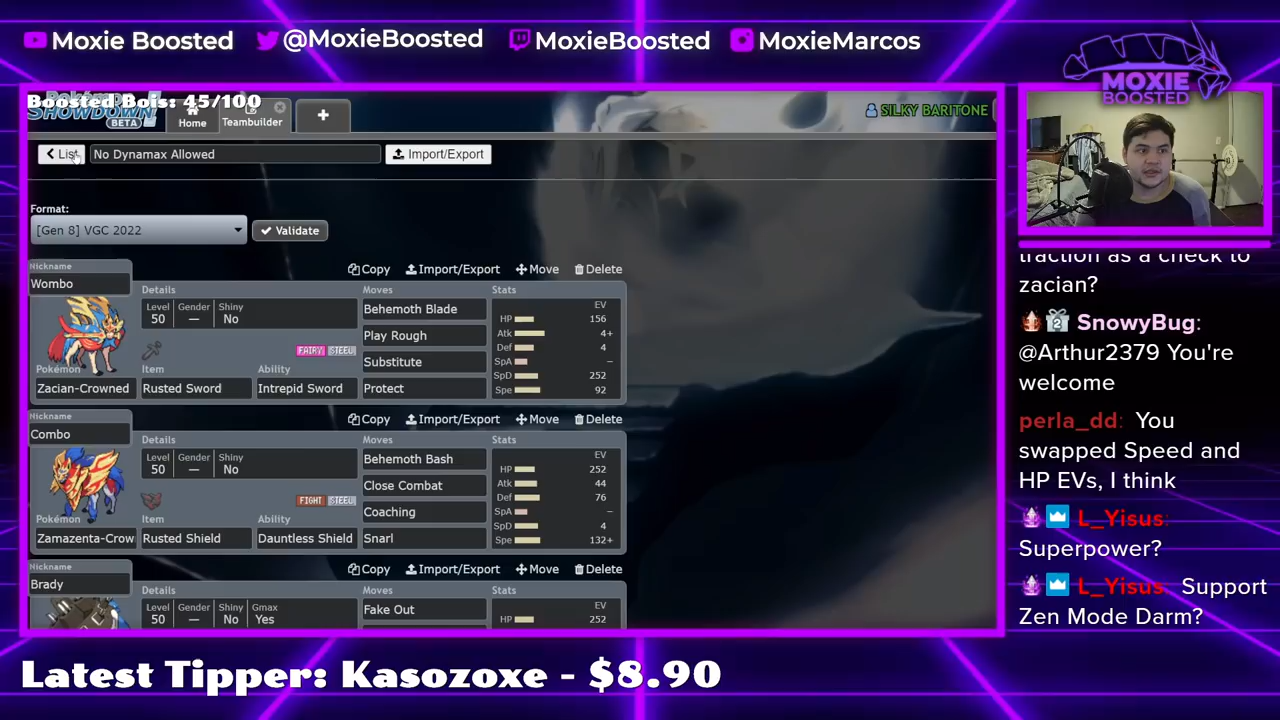 Moxie Boosted @MoxieBoosted MoxieBoosted MoxieMarcos
MOXIE
BOOSTED
Boosted Bois: 45/100
SHOWDOWN
BETA
Home
Teambuilder
+
SILKY BARITONE
List
No Dynamax Allowed
Import/Export
Format:
[Gen 8] VGC 2022
Validate
Copy Import/Export Move Delete
Nickname
Wombo
Details Moves Stats
Level Gender Shiny
50 — No
Behemoth Blade
Play Rough
Substitute
Protect
EV
HP 156
Atk 4+
Def 4
SpA –
SpD 252
Spe 92
FAIRY STEEL
Pokémon Item Ability
Zacian-Crowned Rusted Sword Intrepid Sword
Copy Import/Export Move Delete
Nickname
Combo
Details Moves Stats
Level Gender Shiny
50 — No
Behemoth Bash
Close Combat
Coaching
Snarl
EV
HP 252
Atk 44
Def 76
SpA –
SpD 4
Spe 132+
FIGHT STEEL
Pokémon Item Ability
Zamazenta-Crow Rusted Shield Dauntless Shield
Copy Import/Export Move Delete
Nickname
Brady
Details Moves Stats
Level Gender Shiny Gmax
50 — No Yes
Fake Out
EV
HP 252
traction as a check to
zacian?
SnowyBug:
@Arthur2379 You're
welcome
perla_dd: You
swapped Speed and
HP EVs, I think
L_Yisus:
Superpower?
L_Yisus: Support
Zen Mode Darm?
Latest Tipper: Kasozoxe - $8.90